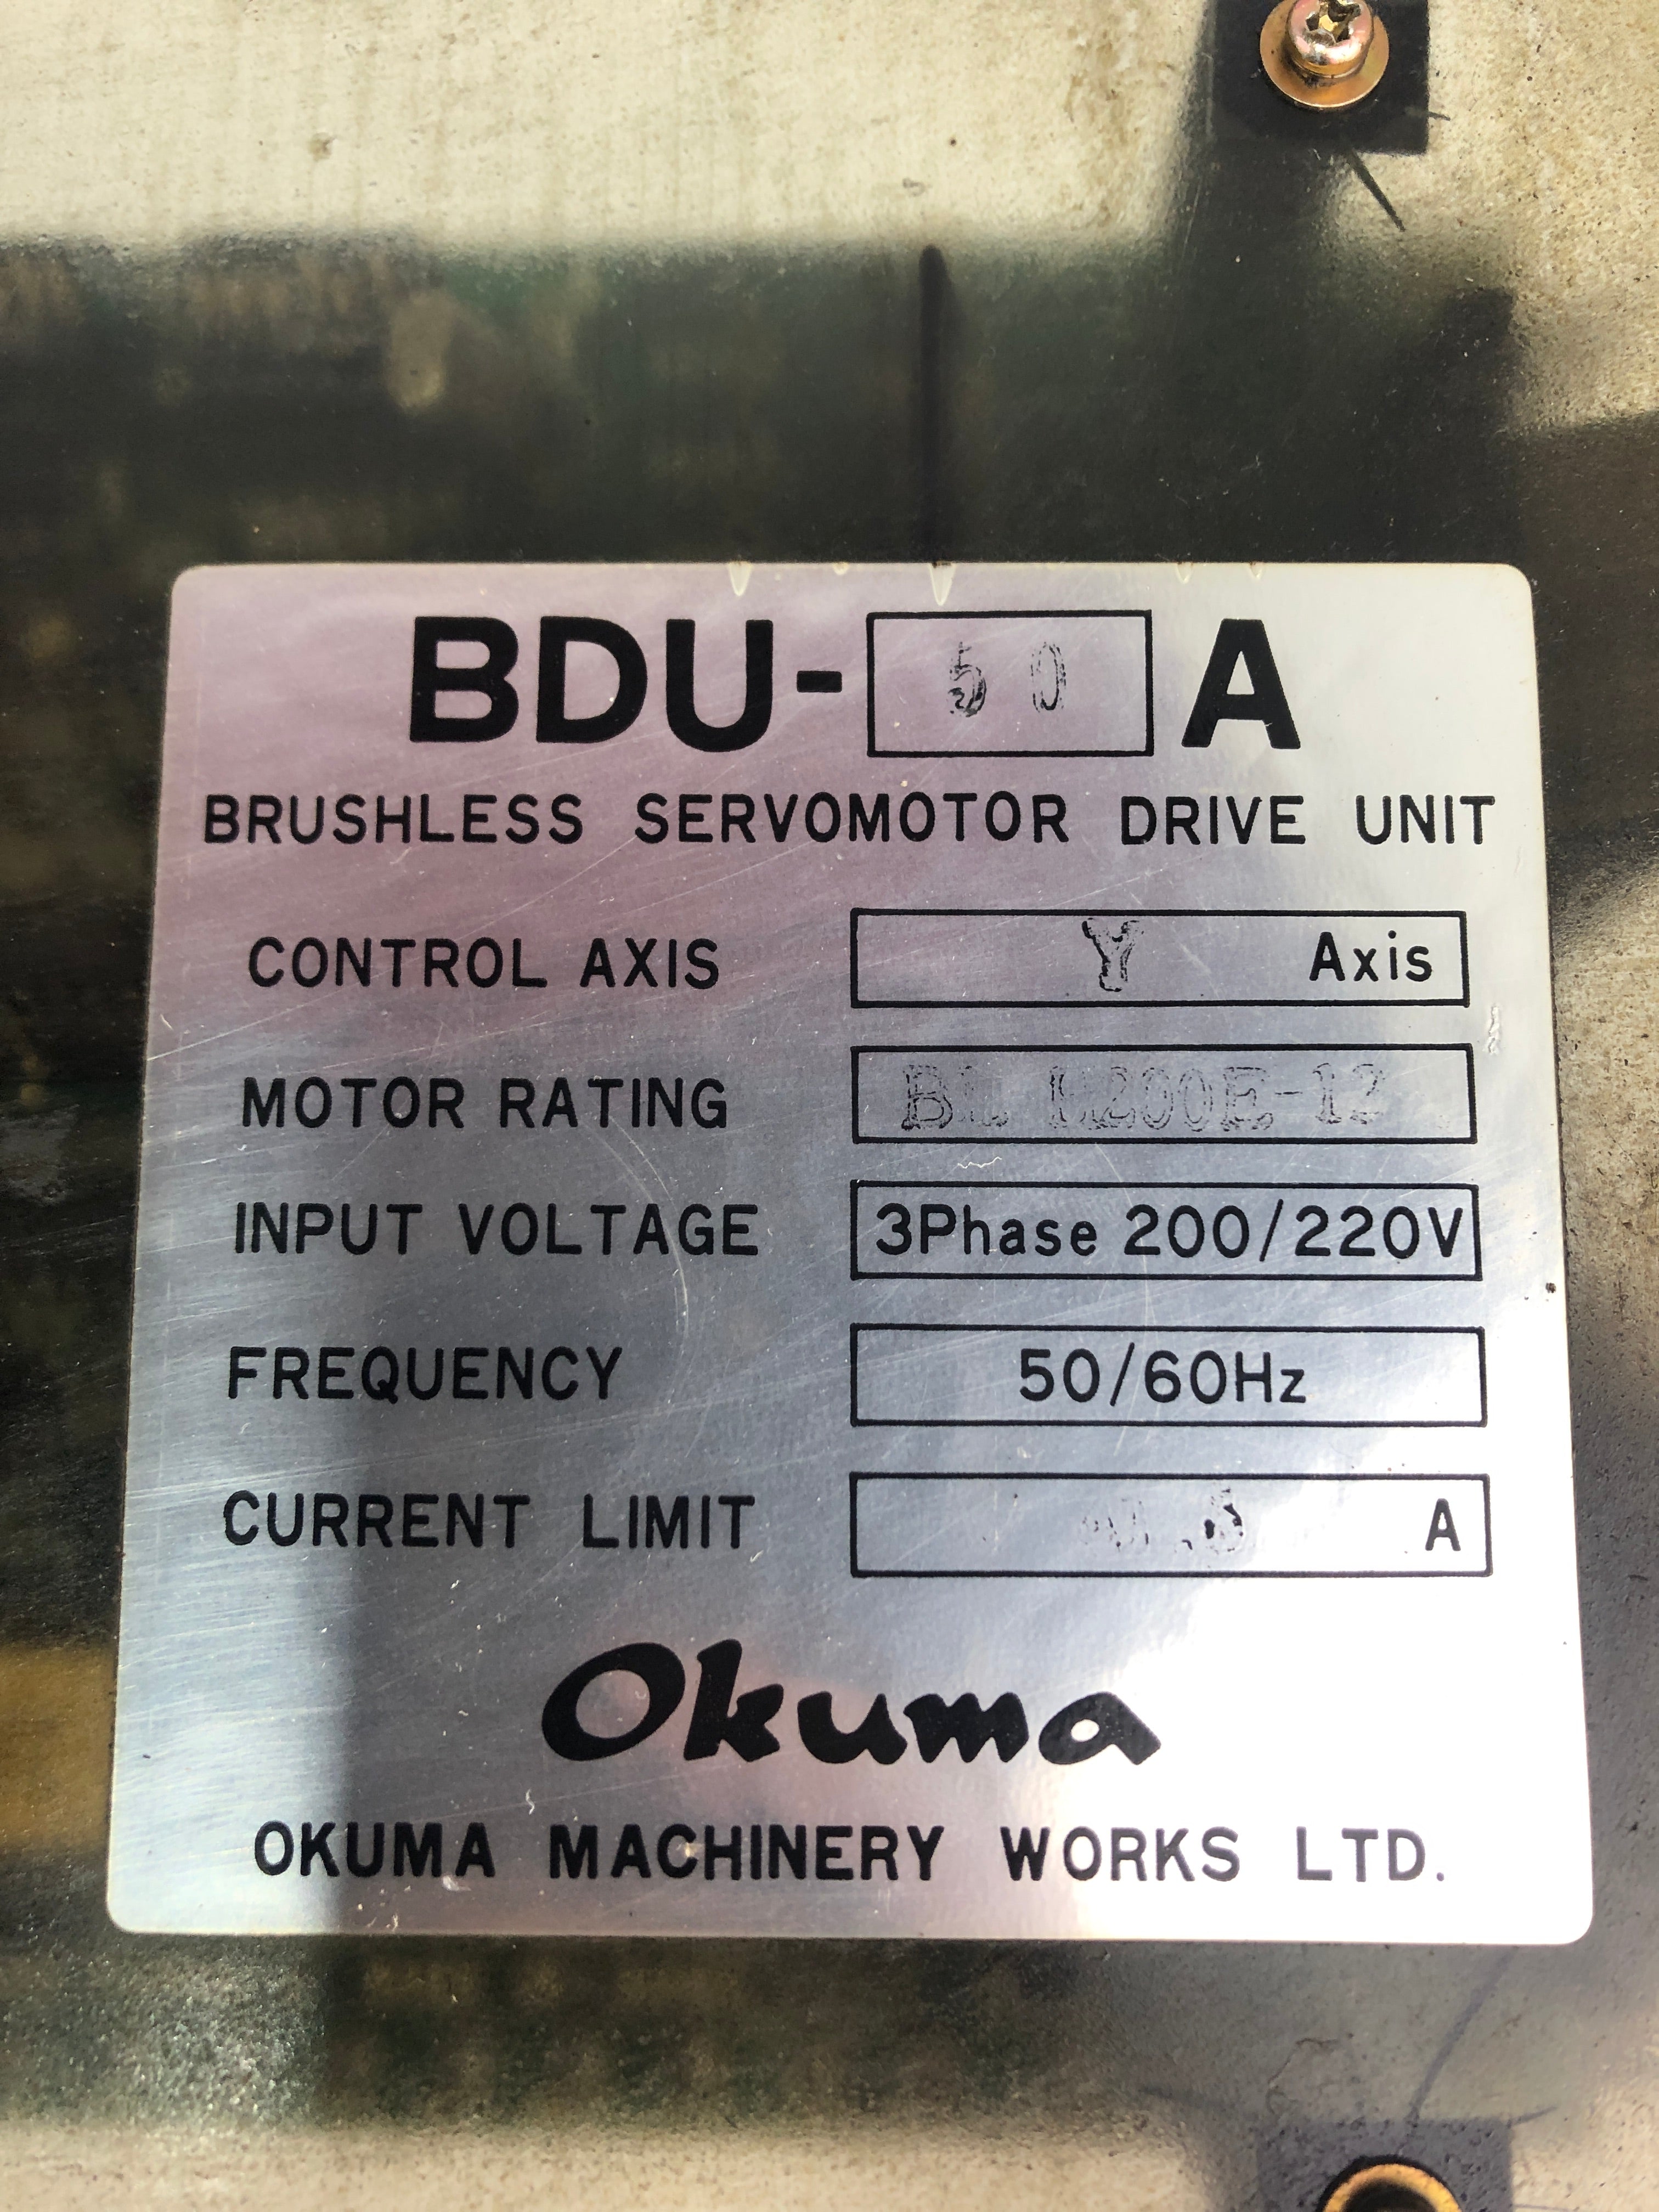 BDU-50A
BRUSHLESS SERVOMOTOR DRIVE UNIT
CONTROL AXIS Y Axis
MOTOR RATING
INPUT VOLTAGE 3Phase 200/220V
FREQUENCY 50/60Hz
CURRENT LIMIT A
Okuma
OKUMA MACHINERY WORKS LTD.